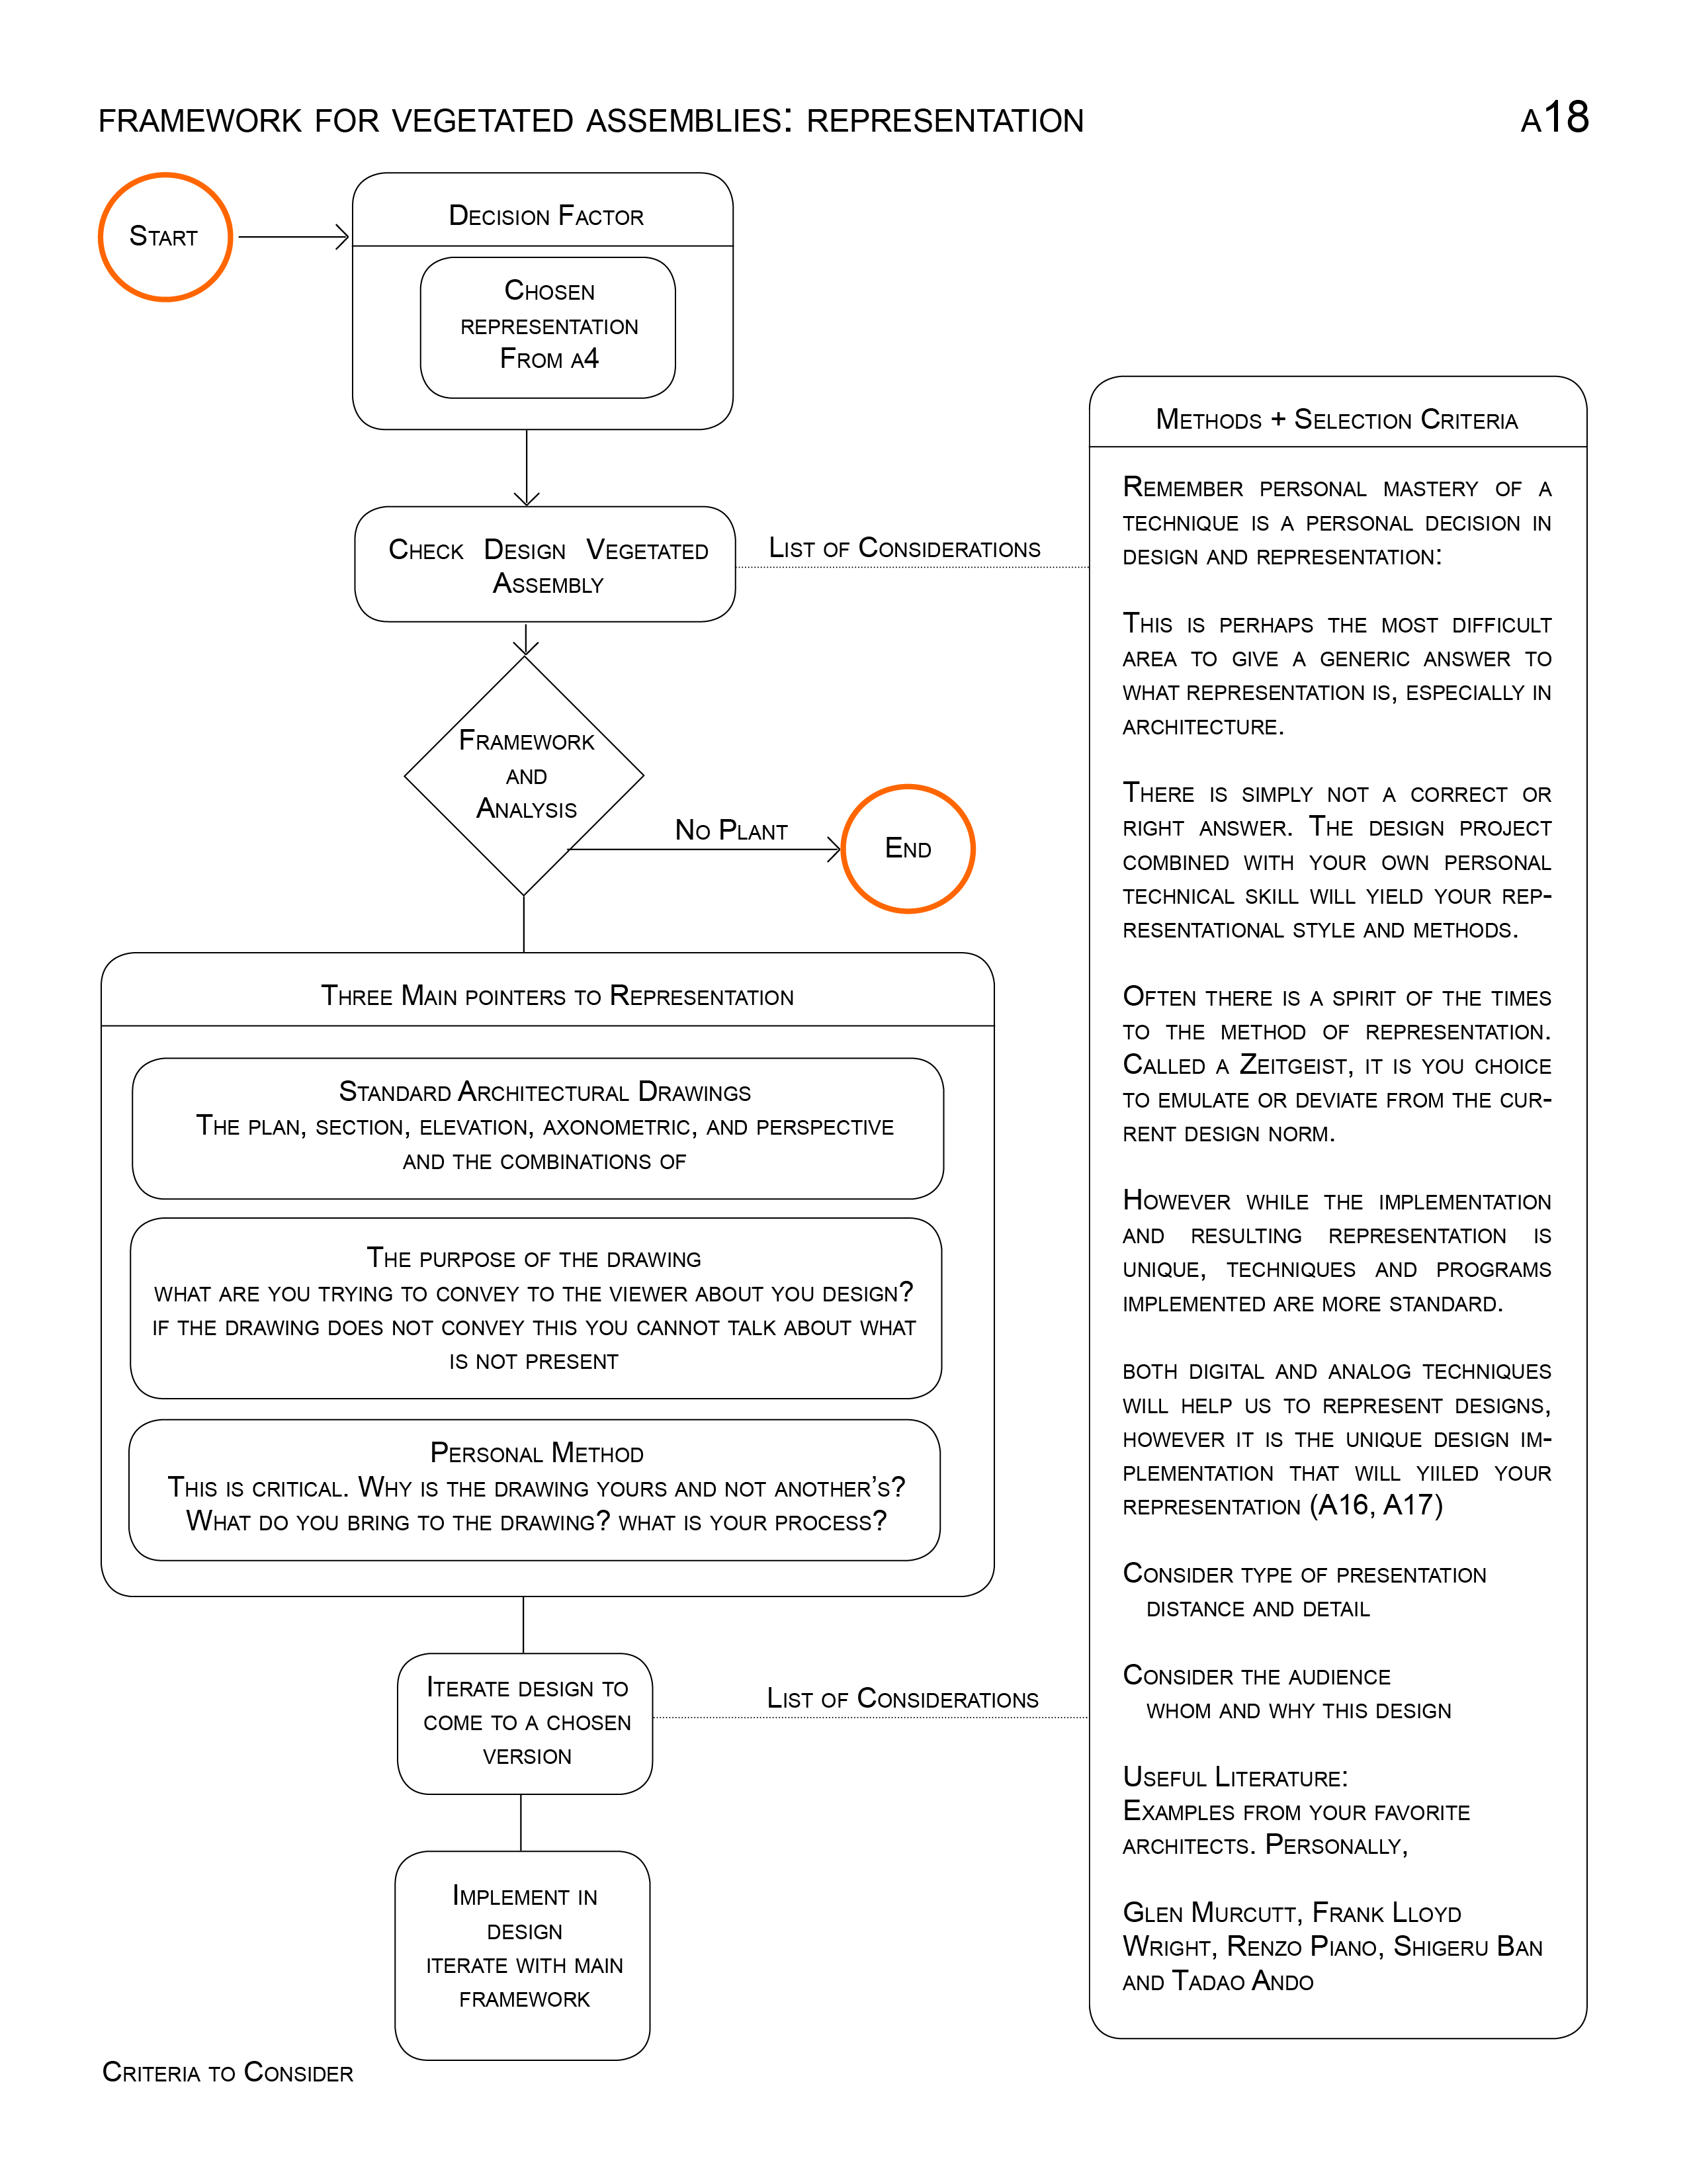 FRAMEWORK FOR VEGETATED ASSEMBLIES: REPRESENTATION
A18
START
DECISION FACTOR
CHOSEN
REPRESENTATION
FROM A4
CHECK DESIGN VEGETATED
ASSEMBLY
LIST OF CONSIDERATIONS
FRAMEWORK
AND
ANALYSIS
NO PLANT
END
THREE MAIN POINTERS TO REPRESENTATION
STANDARD ARCHITECTURAL DRAWINGS
THE PLAN, SECTION, ELEVATION, AXONOMETRIC, AND PERSPECTIVE
AND THE COMBINATIONS OF
THE PURPOSE OF THE DRAWING
WHAT ARE YOU TRYING TO CONVEY TO THE VIEWER ABOUT YOU DESIGN?
IF THE DRAWING DOES NOT CONVEY THIS YOU CANNOT TALK ABOUT WHAT
IS NOT PRESENT
PERSONAL METHOD
THIS IS CRITICAL. WHY IS THE DRAWING YOURS AND NOT ANOTHER'S?
WHAT DO YOU BRING TO THE DRAWING? WHAT IS YOUR PROCESS?
ITERATE DESIGN TO
COME TO A CHOSEN
VERSION
LIST OF CONSIDERATIONS
IMPLEMENT IN
DESIGN
ITERATE WITH MAIN
FRAMEWORK
METHODS + SELECTION CRITERIA
REMEMBER PERSONAL MASTERY OF A
TECHNIQUE IS A PERSONAL DECISION IN
DESIGN AND REPRESENTATION:
THIS IS PERHAPS THE MOST DIFFICULT
AREA TO GIVE A GENERIC ANSWER TO
WHAT REPRESENTATION IS, ESPECIALLY IN
ARCHITECTURE.
THERE IS SIMPLY NOT A CORRECT OR
RIGHT ANSWER. THE DESIGN PROJECT
COMBINED WITH YOUR OWN PERSONAL
TECHNICAL SKILL WILL YIELD YOUR REP-
RESENTATIONAL STYLE AND METHODS.
OFTEN THERE IS A SPIRIT OF THE TIMES
TO THE METHOD OF REPRESENTATION.
CALLED A ZEITGEIST, IT IS YOU CHOICE
TO EMULATE OR DEVIATE FROM THE CUR-
RENT DESIGN NORM.
HOWEVER WHILE THE IMPLEMENTATION
AND RESULTING REPRESENTATION IS
UNIQUE, TECHNIQUES AND PROGRAMS
IMPLEMENTED ARE MORE STANDARD.
BOTH DIGITAL AND ANALOG TECHNIQUES
WILL HELP US TO REPRESENT DESIGNS,
HOWEVER IT IS THE UNIQUE DESIGN IM-
PLEMENTATION THAT WILL YIILED YOUR
REPRESENTATION (A16, A17)
CONSIDER TYPE OF PRESENTATION
DISTANCE AND DETAIL
CONSIDER THE AUDIENCE
WHOM AND WHY THIS DESIGN
USEFUL LITERATURE:
EXAMPLES FROM YOUR FAVORITE
ARCHITECTS. PERSONALLY,
GLEN MURCUTT, FRANK LLOYD
WRIGHT, RENZO PIANO, SHIGERU BAN
AND TADAO ANDO
CRITERIA TO CONSIDER